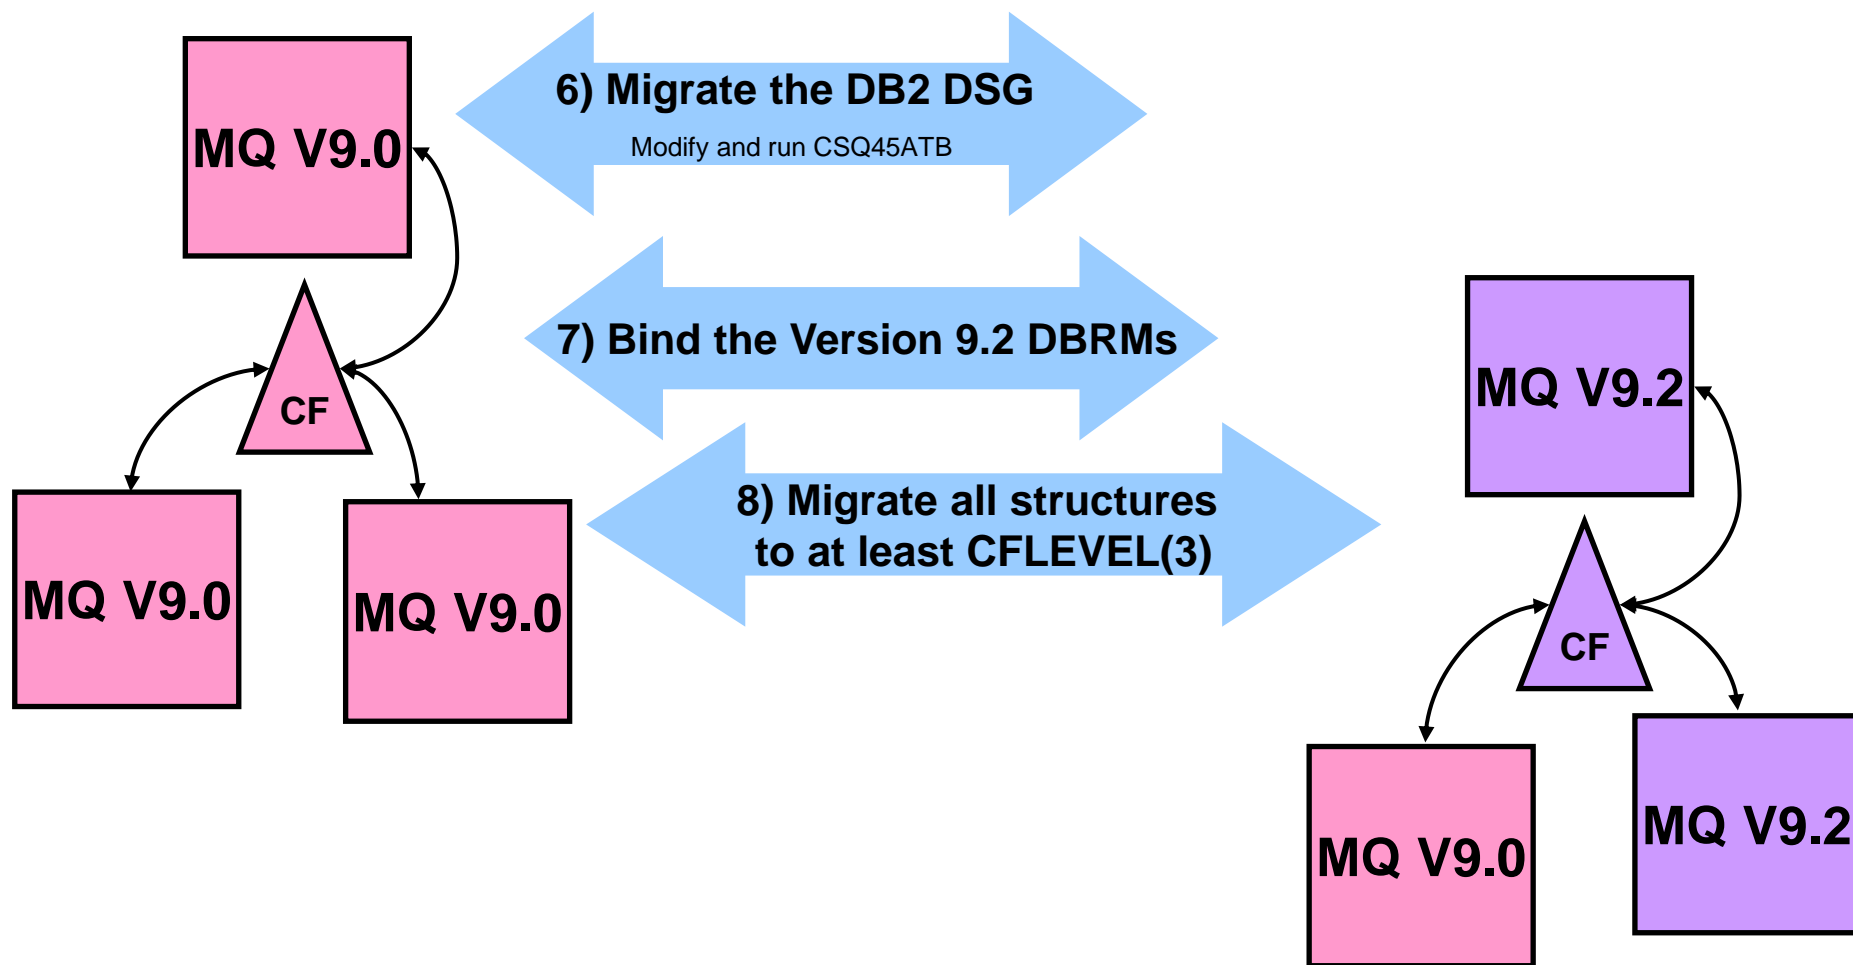 MQ V9.0
CF
MQ V9.0
MQ V9.0
6) Migrate the DB2 DSG
Modify and run CSQ45ATB
7) Bind the Version 9.2 DBRMs
8) Migrate all structures
to at least CFLEVEL(3)
MQ V9.2
CF
MQ V9.0
MQ V9.2